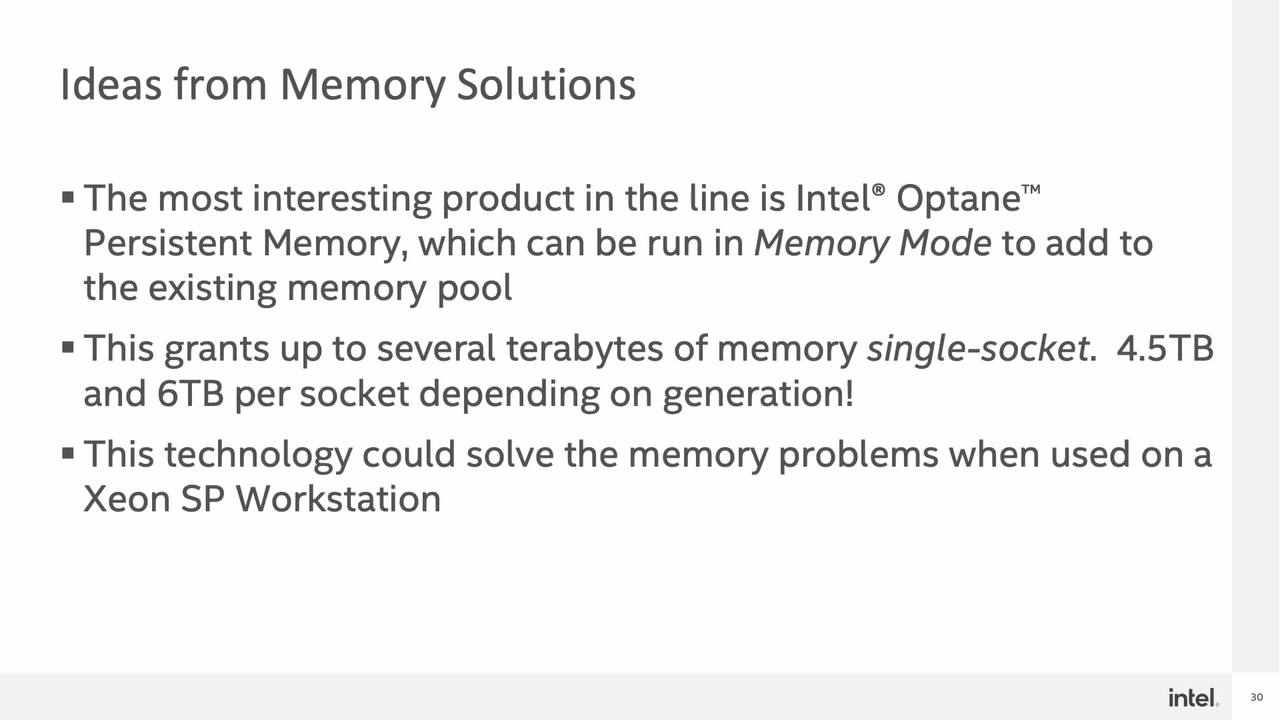 Ideas from Memory Solutions
▪ The most interesting product in the line is Intel® Optane™
Persistent Memory, which can be run in Memory Mode to add to
the existing memory pool
▪ This grants up to several terabytes of memory single-socket.  4.5TB
and 6TB per socket depending on generation!
▪ This technology could solve the memory problems when used on a
Xeon SP Workstation
intel.
30